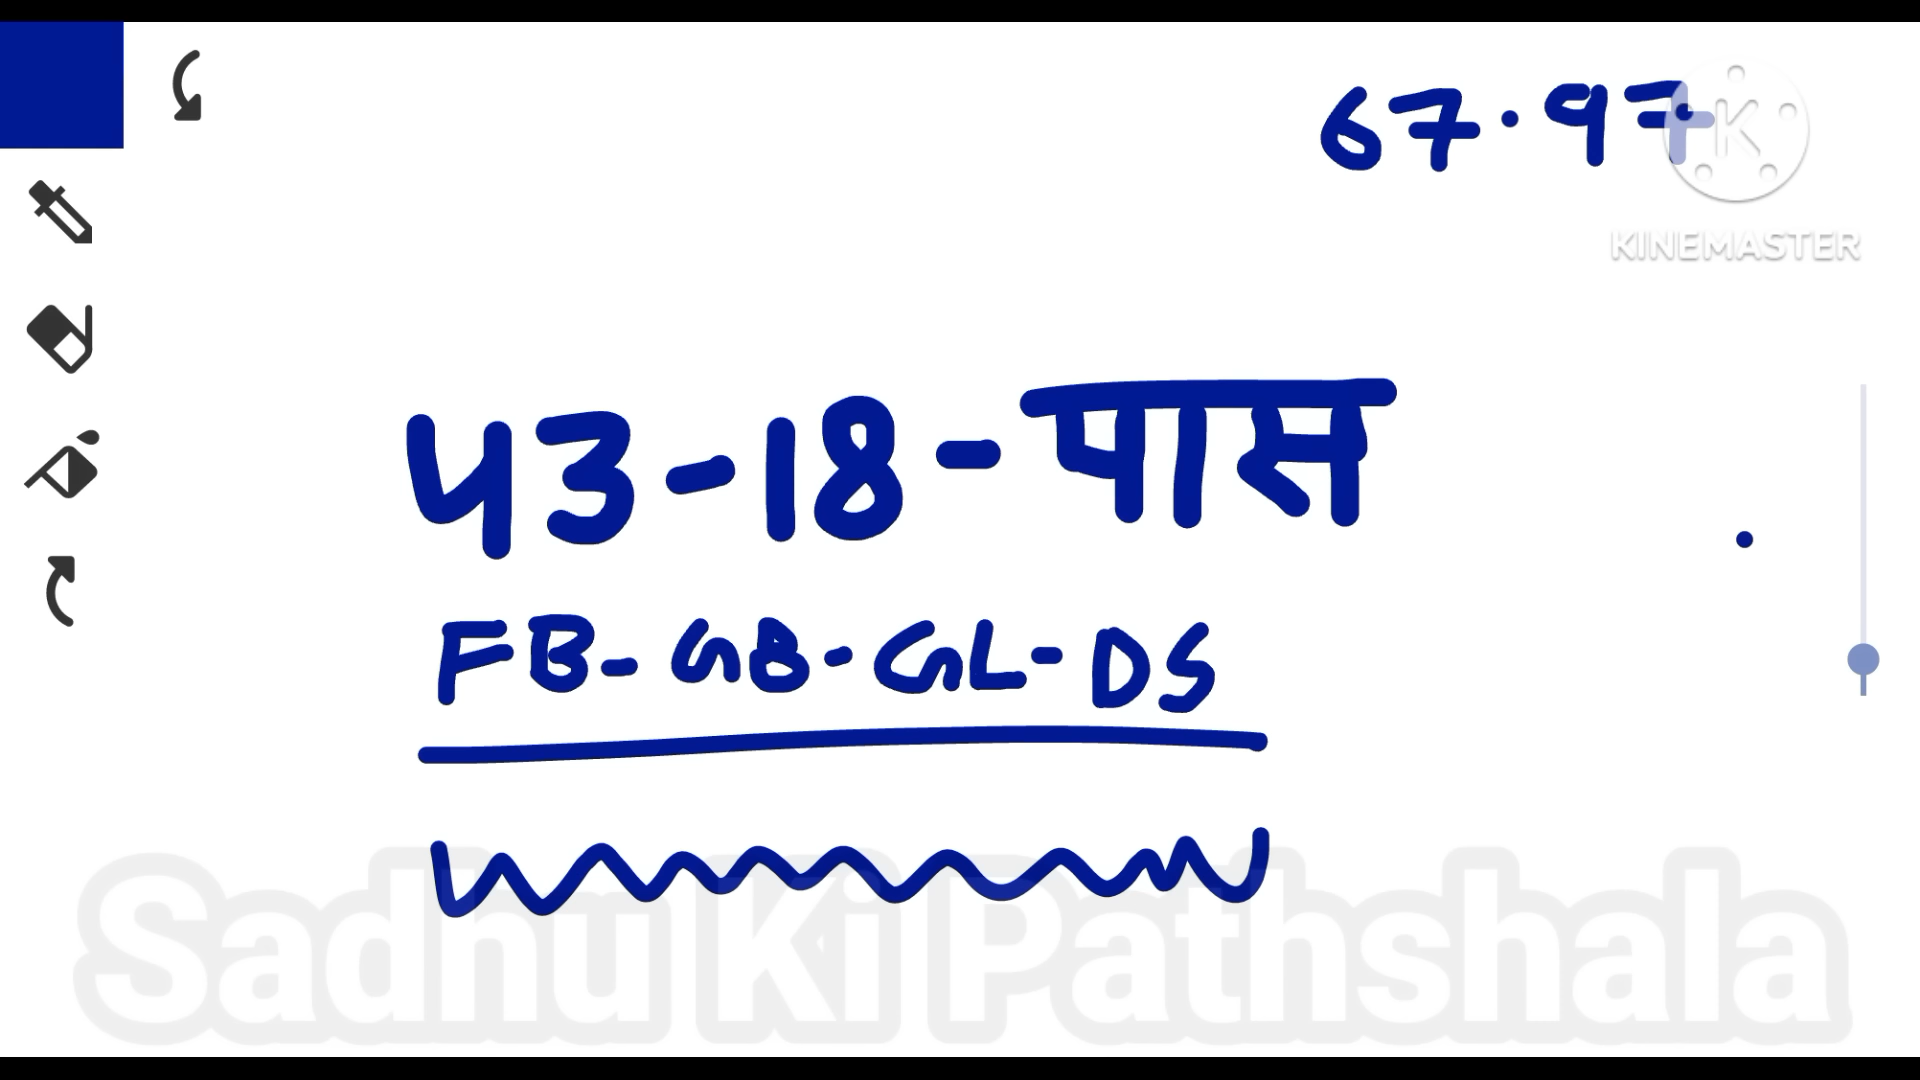 67.97
KINEMASTER
43-18-पास
FB-GB-GL-DS
Sadhu Ki Pathshala